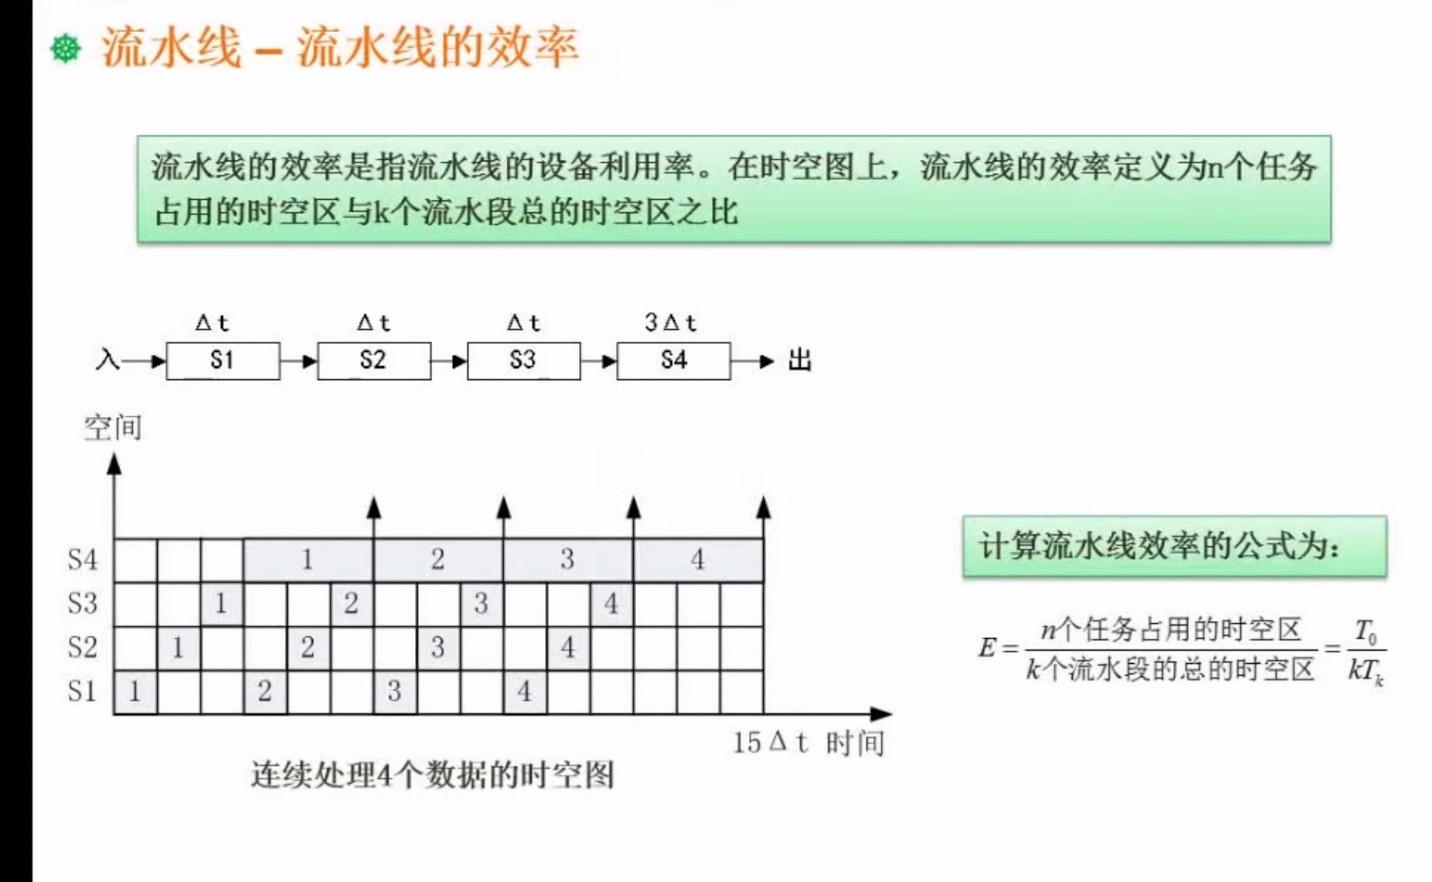 流水线 – 流水线的效率
流水线的效率是指流水线的设备利用率。在时空图上，流水线的效率定义为n个任务
占用的时空区与k个流水段总的时空区之比
Δt Δt Δt 3Δt
入 S1 S2 S3 S4 出
空间
S4 1 2 3 4
S3 1 2 3 4
S2 1 2 3 4
S1 1 2 3 4
15Δt 时间
连续处理4个数据的时空图
计算流水线效率的公式为：
E = n个任务占用的时空区 / k个流水段的总的时空区 = T₀ / kTₖ